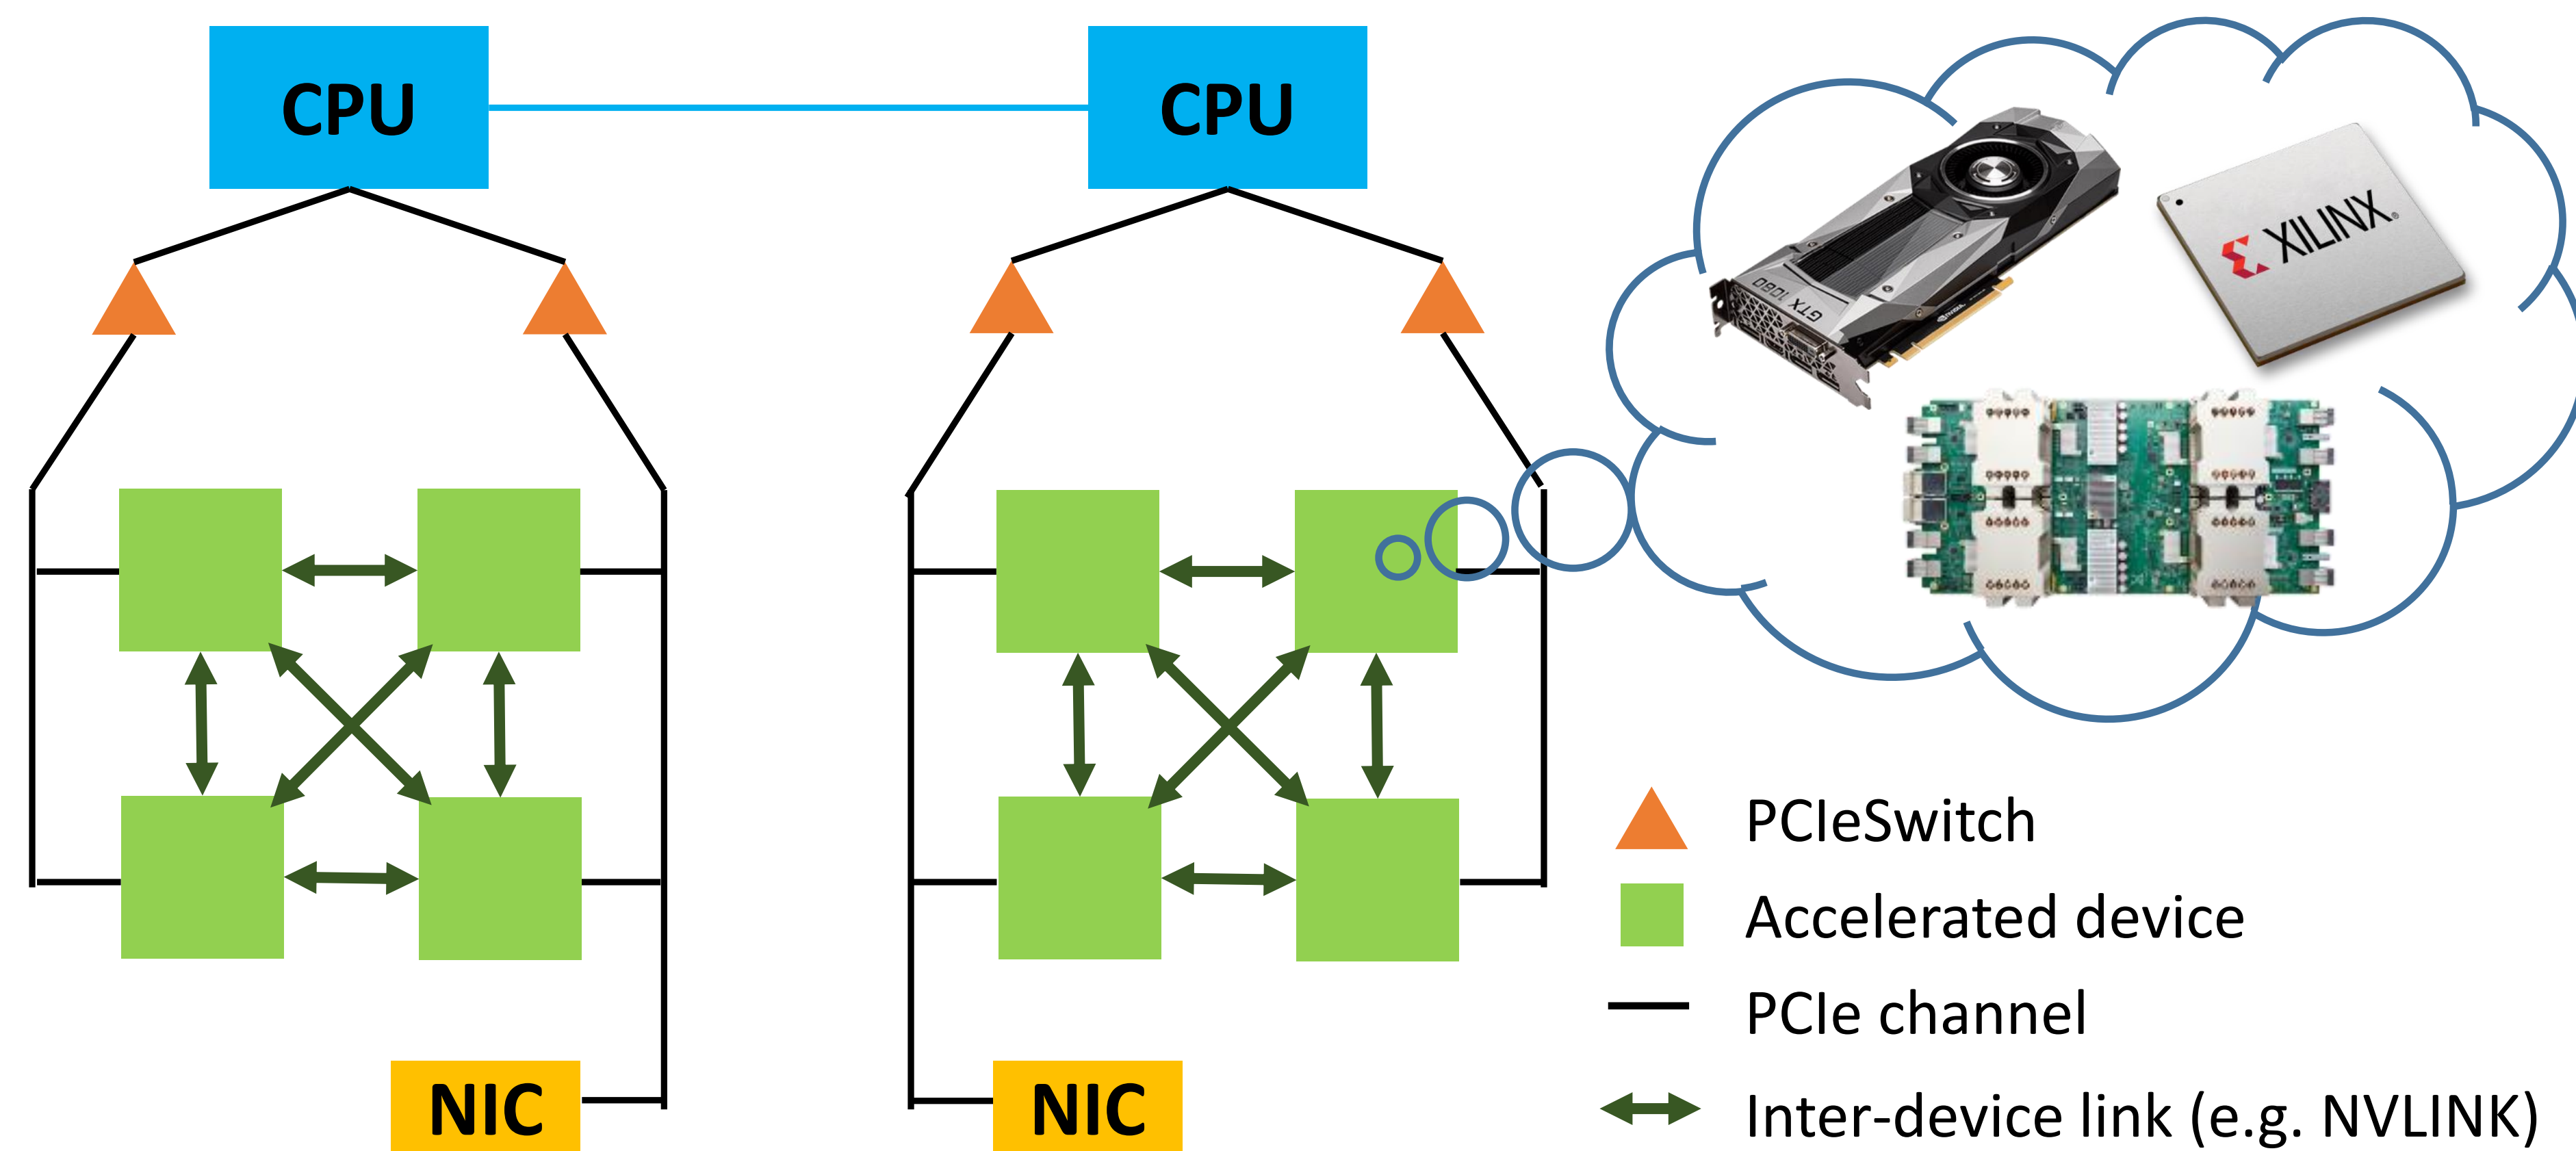 CPU
CPU
GTX 1080
XILINX
PCIeSwitch
Accelerated device
PCIe channel
NIC
NIC
Inter-device link (e.g. NVLINK)